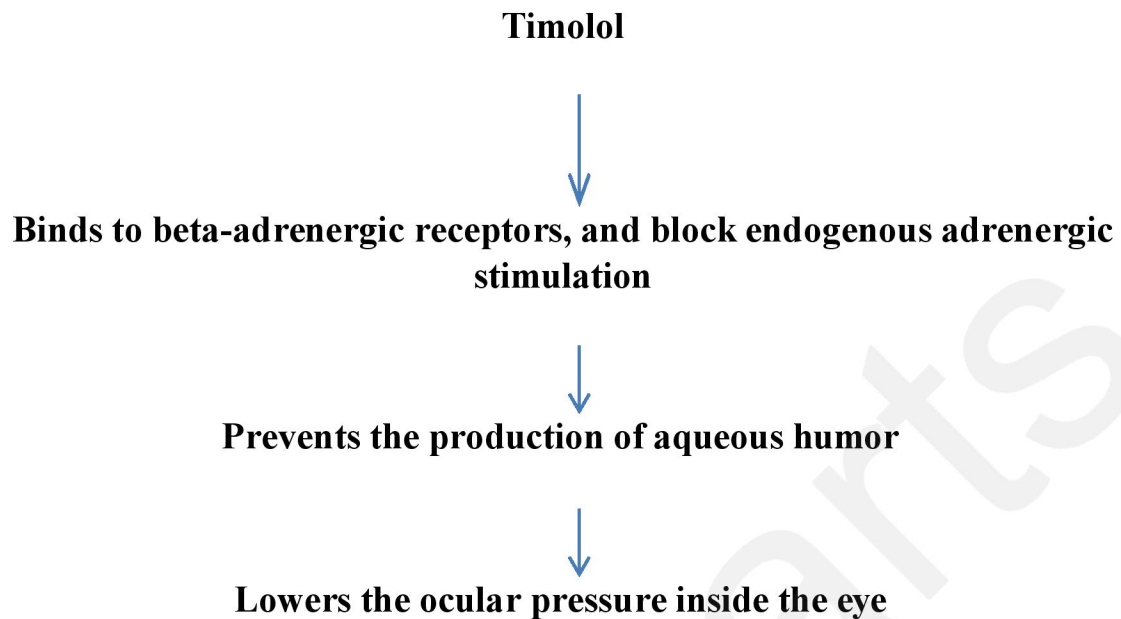 Timolol
Binds to beta-adrenergic receptors, and block endogenous adrenergic
stimulation
Prevents the production of aqueous humor
Lowers the ocular pressure inside the eye
arts